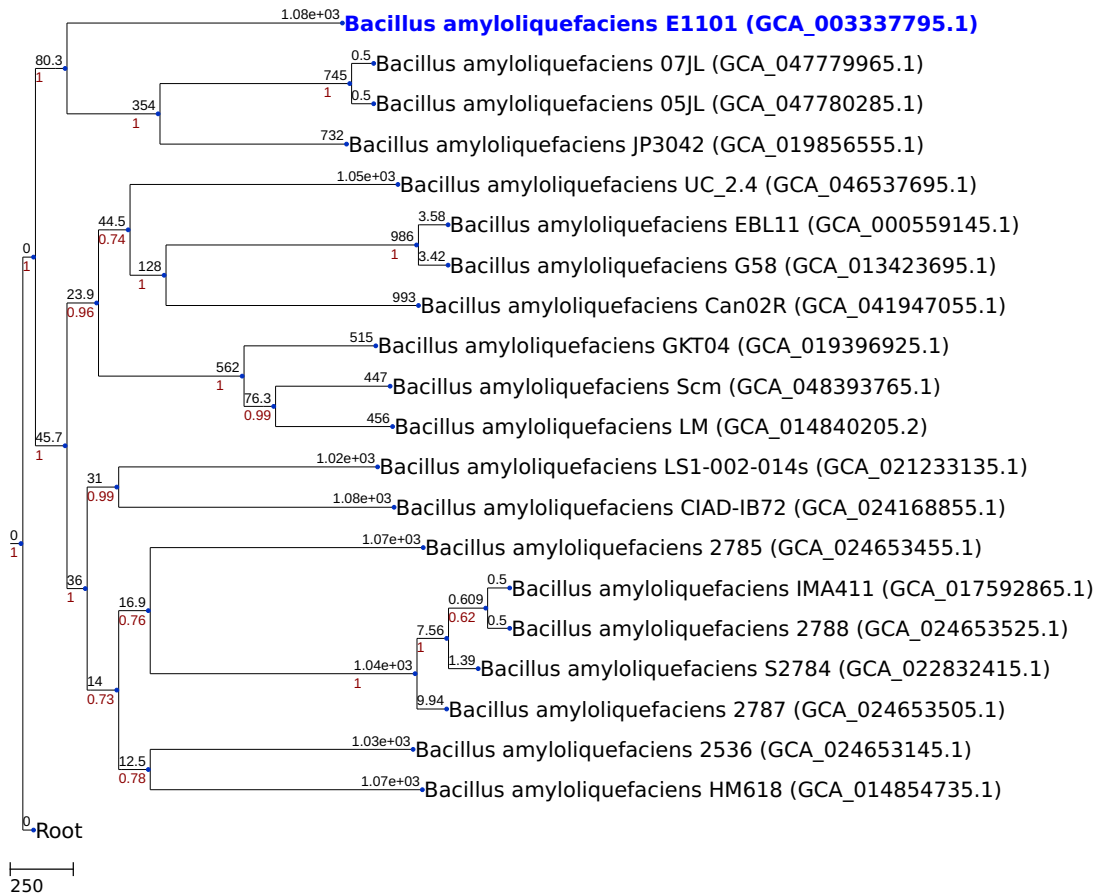 1.08e+03 Bacillus amyloliquefaciens E1101 (GCA_003337795.1)
80.3
1
0.5 Bacillus amyloliquefaciens 07JL (GCA_047779965.1)
745
1
0.5 Bacillus amyloliquefaciens 05JL (GCA_047780285.1)
354
1
732 Bacillus amyloliquefaciens JP3042 (GCA_019856555.1)
1.05e+03 Bacillus amyloliquefaciens UC_2.4 (GCA_046537695.1)
44.5
0.74
3.58 Bacillus amyloliquefaciens EBL11 (GCA_000559145.1)
986
1
0
1
3.42 Bacillus amyloliquefaciens G58 (GCA_013423695.1)
128
1
23.9
0.96
993 Bacillus amyloliquefaciens Can02R (GCA_041947055.1)
515 Bacillus amyloliquefaciens GKT04 (GCA_019396925.1)
562
1
447 Bacillus amyloliquefaciens Scm (GCA_048393765.1)
76.3
0.99
456 Bacillus amyloliquefaciens LM (GCA_014840205.2)
45.7
1
1.02e+03 Bacillus amyloliquefaciens LS1-002-014s (GCA_021233135.1)
31
0.99
1.08e+03 Bacillus amyloliquefaciens CIAD-IB72 (GCA_024168855.1)
0
1
1.07e+03 Bacillus amyloliquefaciens 2785 (GCA_024653455.1)
36
1
0.5 Bacillus amyloliquefaciens IMA411 (GCA_017592865.1)
16.9
0.76
0.609
0.62
0.5 Bacillus amyloliquefaciens 2788 (GCA_024653525.1)
7.56
1
1.39 Bacillus amyloliquefaciens S2784 (GCA_022832415.1)
1.04e+03
1
14
0.73
9.94 Bacillus amyloliquefaciens 2787 (GCA_024653505.1)
1.03e+03 Bacillus amyloliquefaciens 2536 (GCA_024653145.1)
12.5
0.78
1.07e+03 Bacillus amyloliquefaciens HM618 (GCA_014854735.1)
0 Root
250